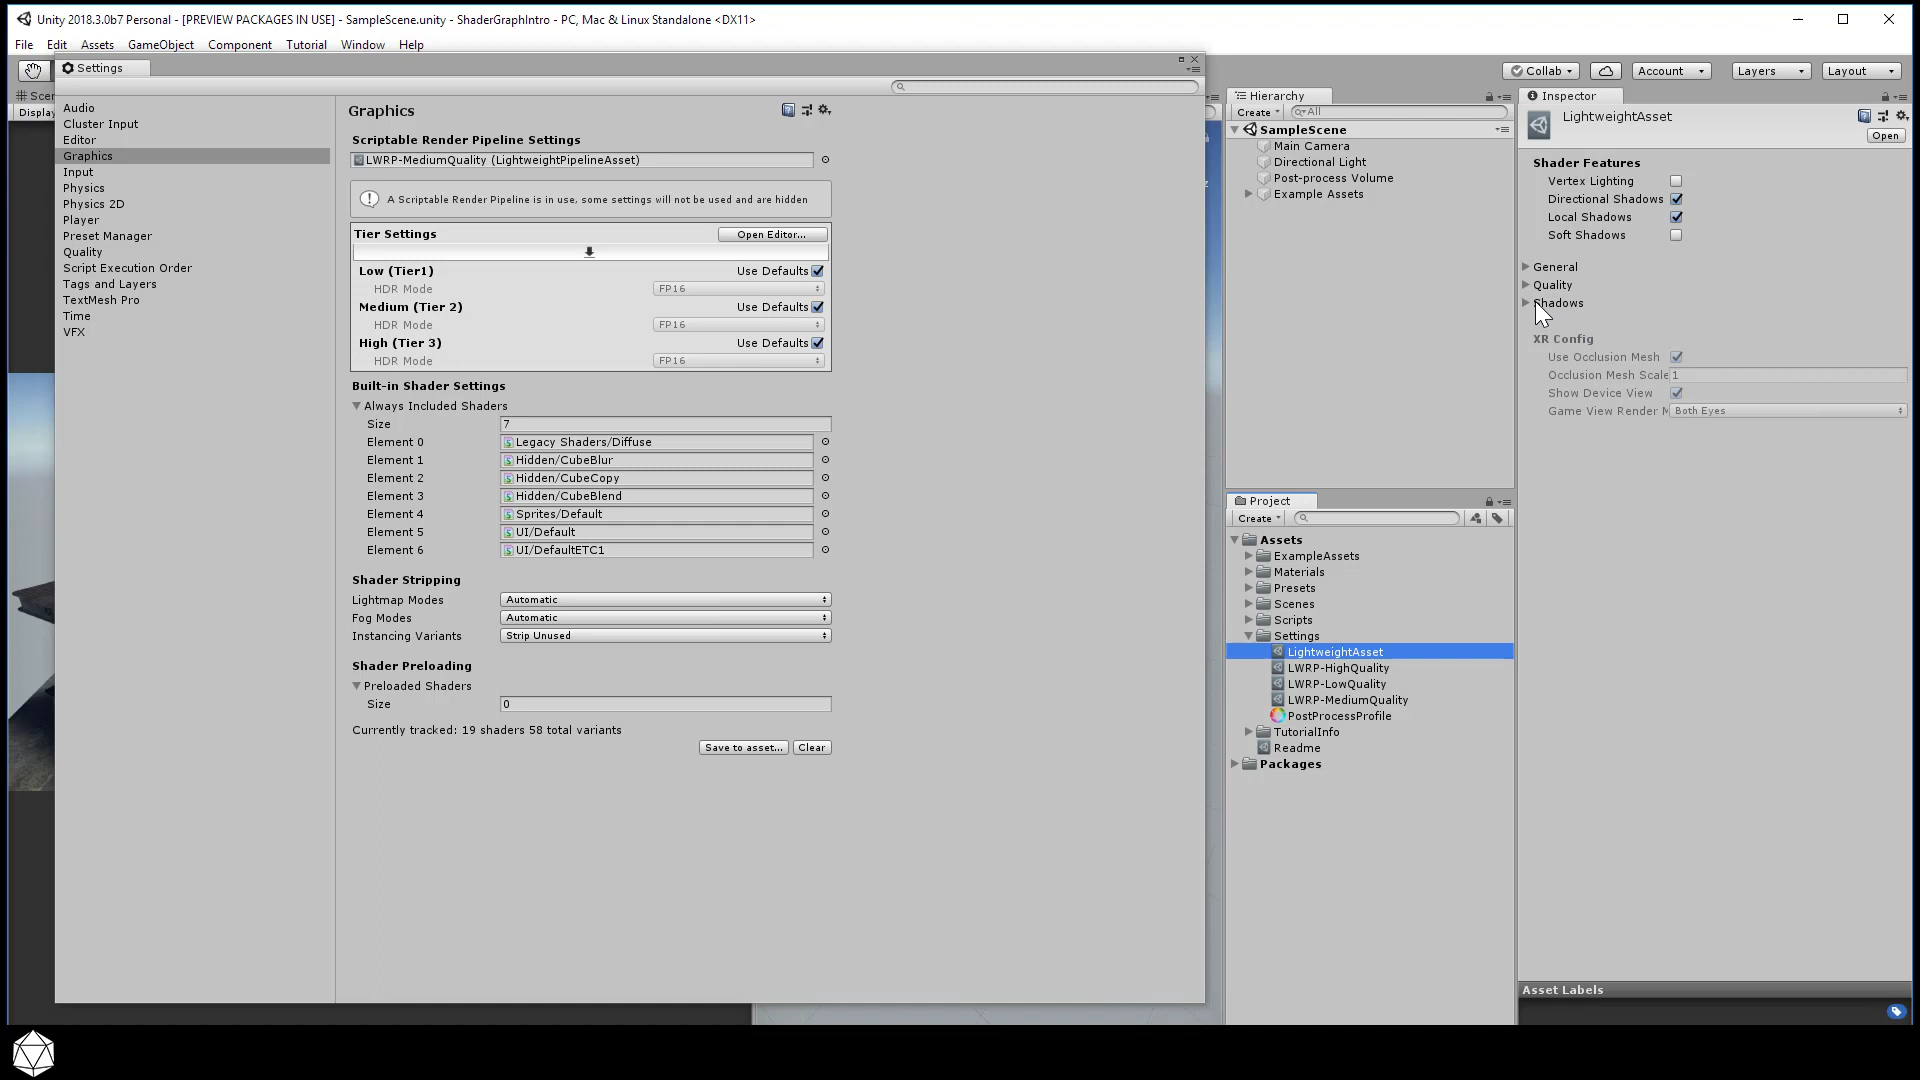 Unity 2018.3.0b7 Personal - [PREVIEW PACKAGES IN USE] - SampleScene.unity - ShaderGraphIntro - PC, Mac & Linux Standalone <DX11>
File Edit Assets GameObject Component Tutorial Window Help
Settings
Collab Account Layers Layout
Scen
Display
Audio
Cluster Input
Editor
Graphics
Input
Physics
Physics 2D
Player
Preset Manager
Quality
Script Execution Order
Tags and Layers
TextMesh Pro
Time
VFX
Graphics
Scriptable Render Pipeline Settings
LWRP-MediumQuality (LightweightPipelineAsset)
A Scriptable Render Pipeline is in use, some settings will not be used and are hidden
Tier Settings Open Editor...
Low (Tier1) Use Defaults
HDR Mode FP16
Medium (Tier 2) Use Defaults
HDR Mode FP16
High (Tier 3) Use Defaults
HDR Mode FP16
Built-in Shader Settings
Always Included Shaders
Size 7
Element 0 Legacy Shaders/Diffuse
Element 1 Hidden/CubeBlur
Element 2 Hidden/CubeCopy
Element 3 Hidden/CubeBlend
Element 4 Sprites/Default
Element 5 UI/Default
Element 6 UI/DefaultETC1
Shader Stripping
Lightmap Modes Automatic
Fog Modes Automatic
Instancing Variants Strip Unused
Shader Preloading
Preloaded Shaders
Size 0
Currently tracked: 19 shaders 58 total variants
Save to asset... Clear
Hierarchy
Create All
SampleScene
Main Camera
Directional Light
Post-process Volume
Example Assets
Project
Create
Assets
ExampleAssets
Materials
Presets
Scenes
Scripts
Settings
LightweightAsset
LWRP-HighQuality
LWRP-LowQuality
LWRP-MediumQuality
PostProcessProfile
TutorialInfo
Readme
Packages
Inspector
LightweightAsset
Open
Shader Features
Vertex Lighting
Directional Shadows
Local Shadows
Soft Shadows
General
Quality
Shadows
XR Config
Use Occlusion Mesh
Occlusion Mesh Scale 1
Show Device View
Game View Render M Both Eyes
Asset Labels